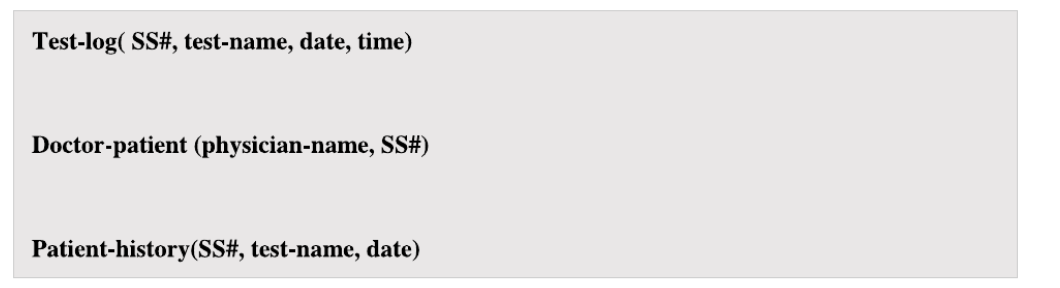 Test-log( SS#, test-name, date, time)
Doctor-patient (physician-name, SS#)
Patient-history(SS#, test-name, date)